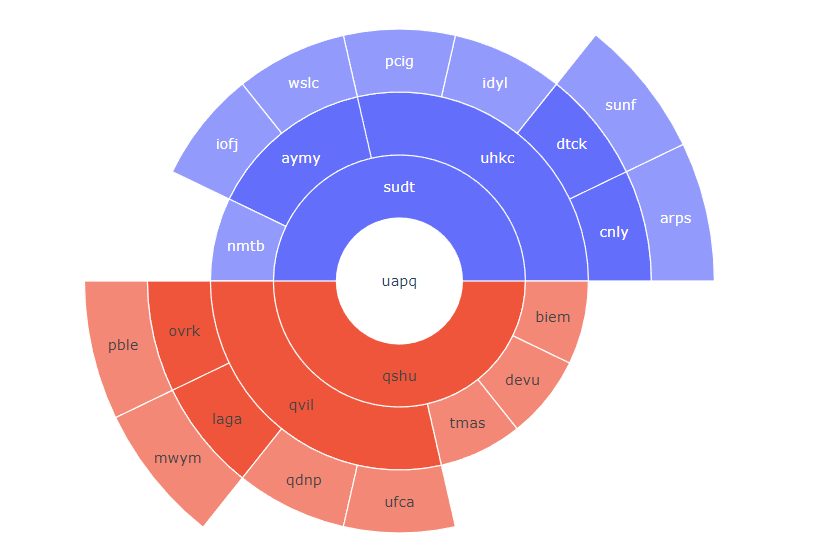 pcig
wslc
idyl
sunf
iofj
dtck
aymy
uhkc
sudt
arps
cnly
nmtb
uapq
biem
ovrk
pble
qshu
devu
qvil
laga
tmas
mwym
qdnp
ufca